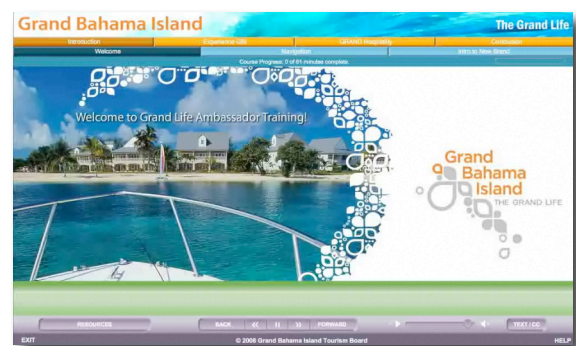 Grand Bahama Island
The Grand Life
Introduction
Experience GBI
GRAND Hospitality
Conclusion
Welcome
Navigation
Intro to New Brand
Course Progress: 0 of 61 minutes complete
Welcome to Grand Life Ambassador Training!
Grand
Bahama
Island
THE GRAND LIFE
RESOURCES
BACK
FORWARD
TEXT / CC
EXIT
© 2008 Grand Bahama Island Tourism Board
HELP